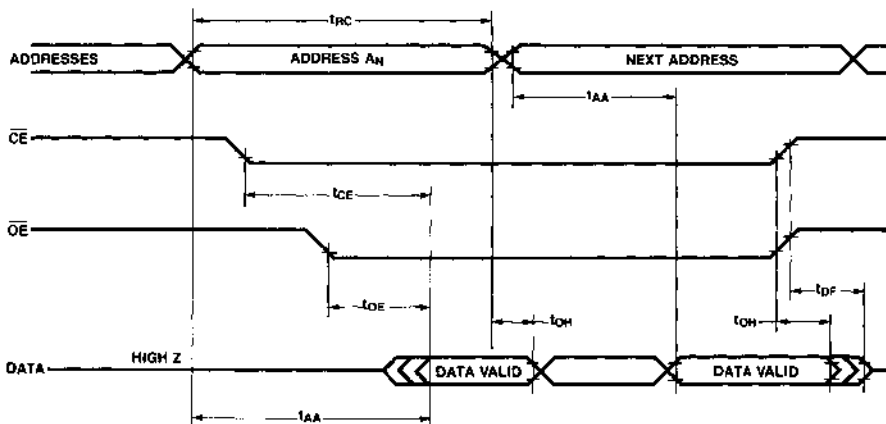 tRC
ADDRESSES ADDRESS AN NEXT ADDRESS
tAA
CE
tCE
OE
tOE tOH tOH tDF
HIGH Z
DATA DATA VALID DATA VALID
tAA